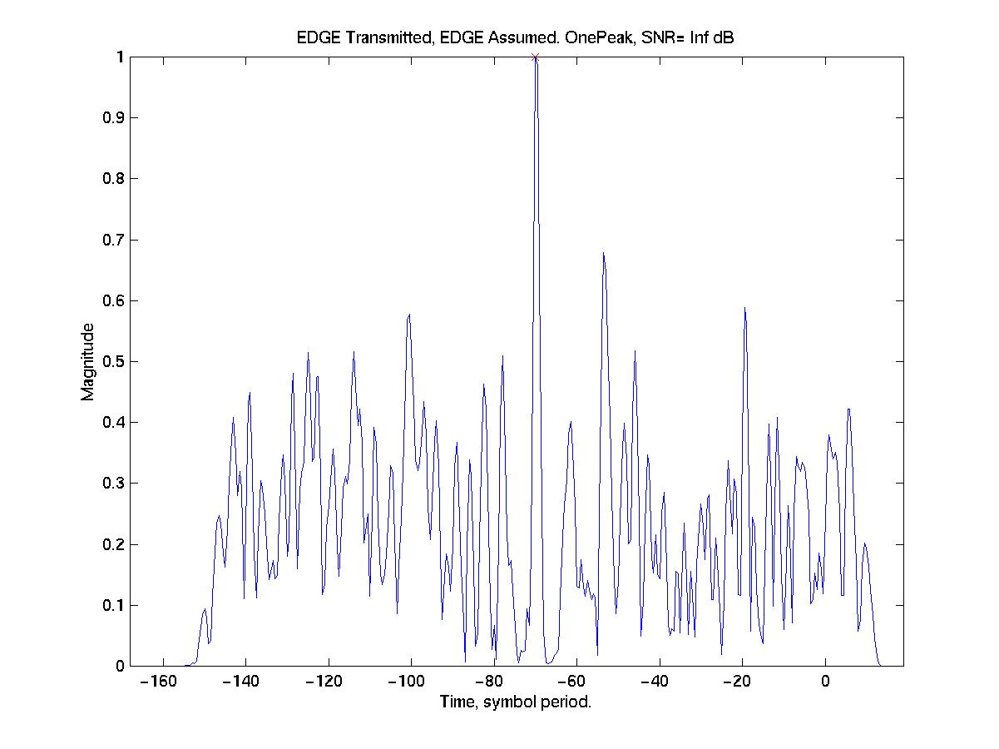 EDGE Transmitted, EDGE Assumed. OnePeak, SNR= Inf dB
1
0.9
0.8
0.7
0.6
0.5
0.4
0.3
0.2
0.1
0
Magnitude
−160 −140 −120 −100 −80 −60 −40 −20 0
Time, symbol period.